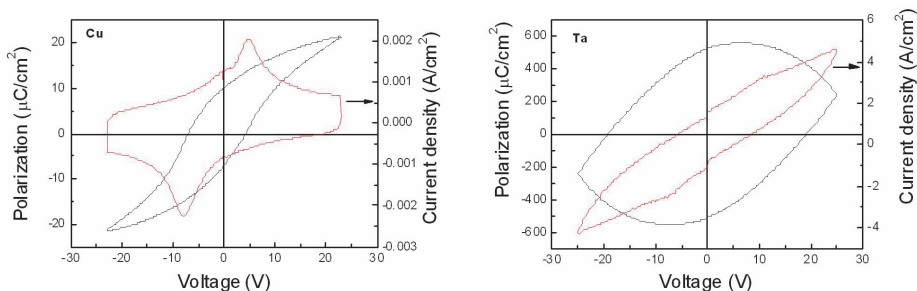 Cu
Polarization (μC/cm²)
20
10
0
-10
-20
0.002
0.001
0.000
-0.001
-0.002
-0.003
Current density (A/cm²)
-30 -20 -10 0 10 20 30
Voltage (V)
Ta
Polarization (μC/cm²)
600
400
200
0
-200
-400
-600
6
4
2
0
-2
-4
Current density (A/cm²)
-30 -20 -10 0 10 20 30
Voltage (V)